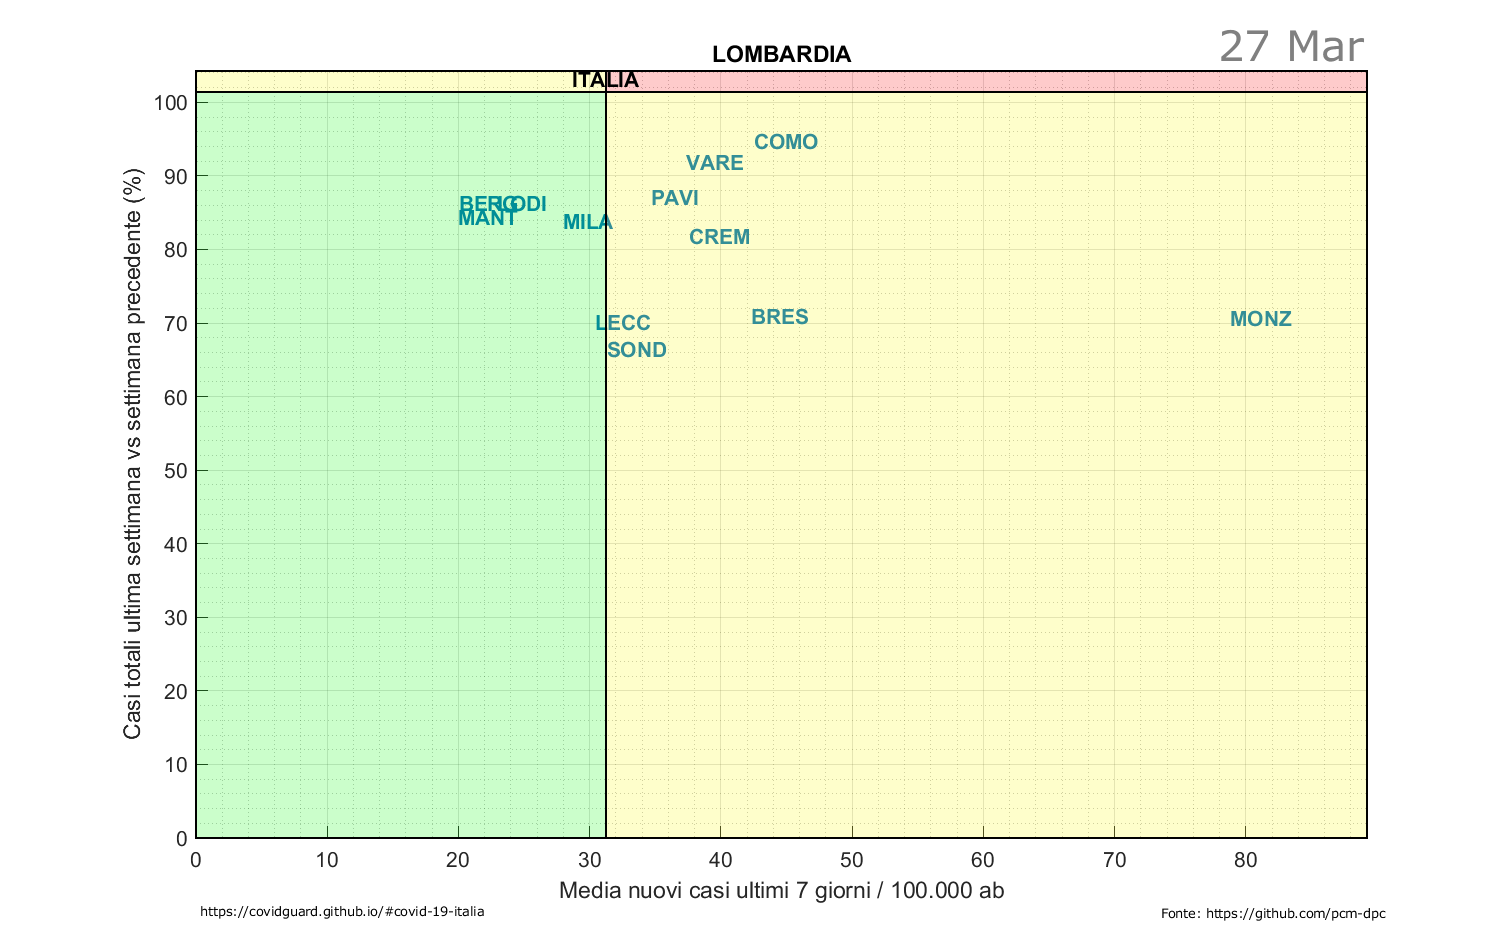 27 Mar
LOMBARDIA
ITALIA
100
COMO
VARE
90
PAVI
BERG
LODI
MANT
MILA
CREM
80
BRES
MONZ
70
LECC
SOND
60
50
40
30
20
10
0
Casi totali ultima settimana vs settimana precedente (%)
0 10 20 30 40 50 60 70 80
Media nuovi casi ultimi 7 giorni / 100.000 ab
https://covidguard.github.io/#covid-19-italia
Fonte: https://github.com/pcm-dpc